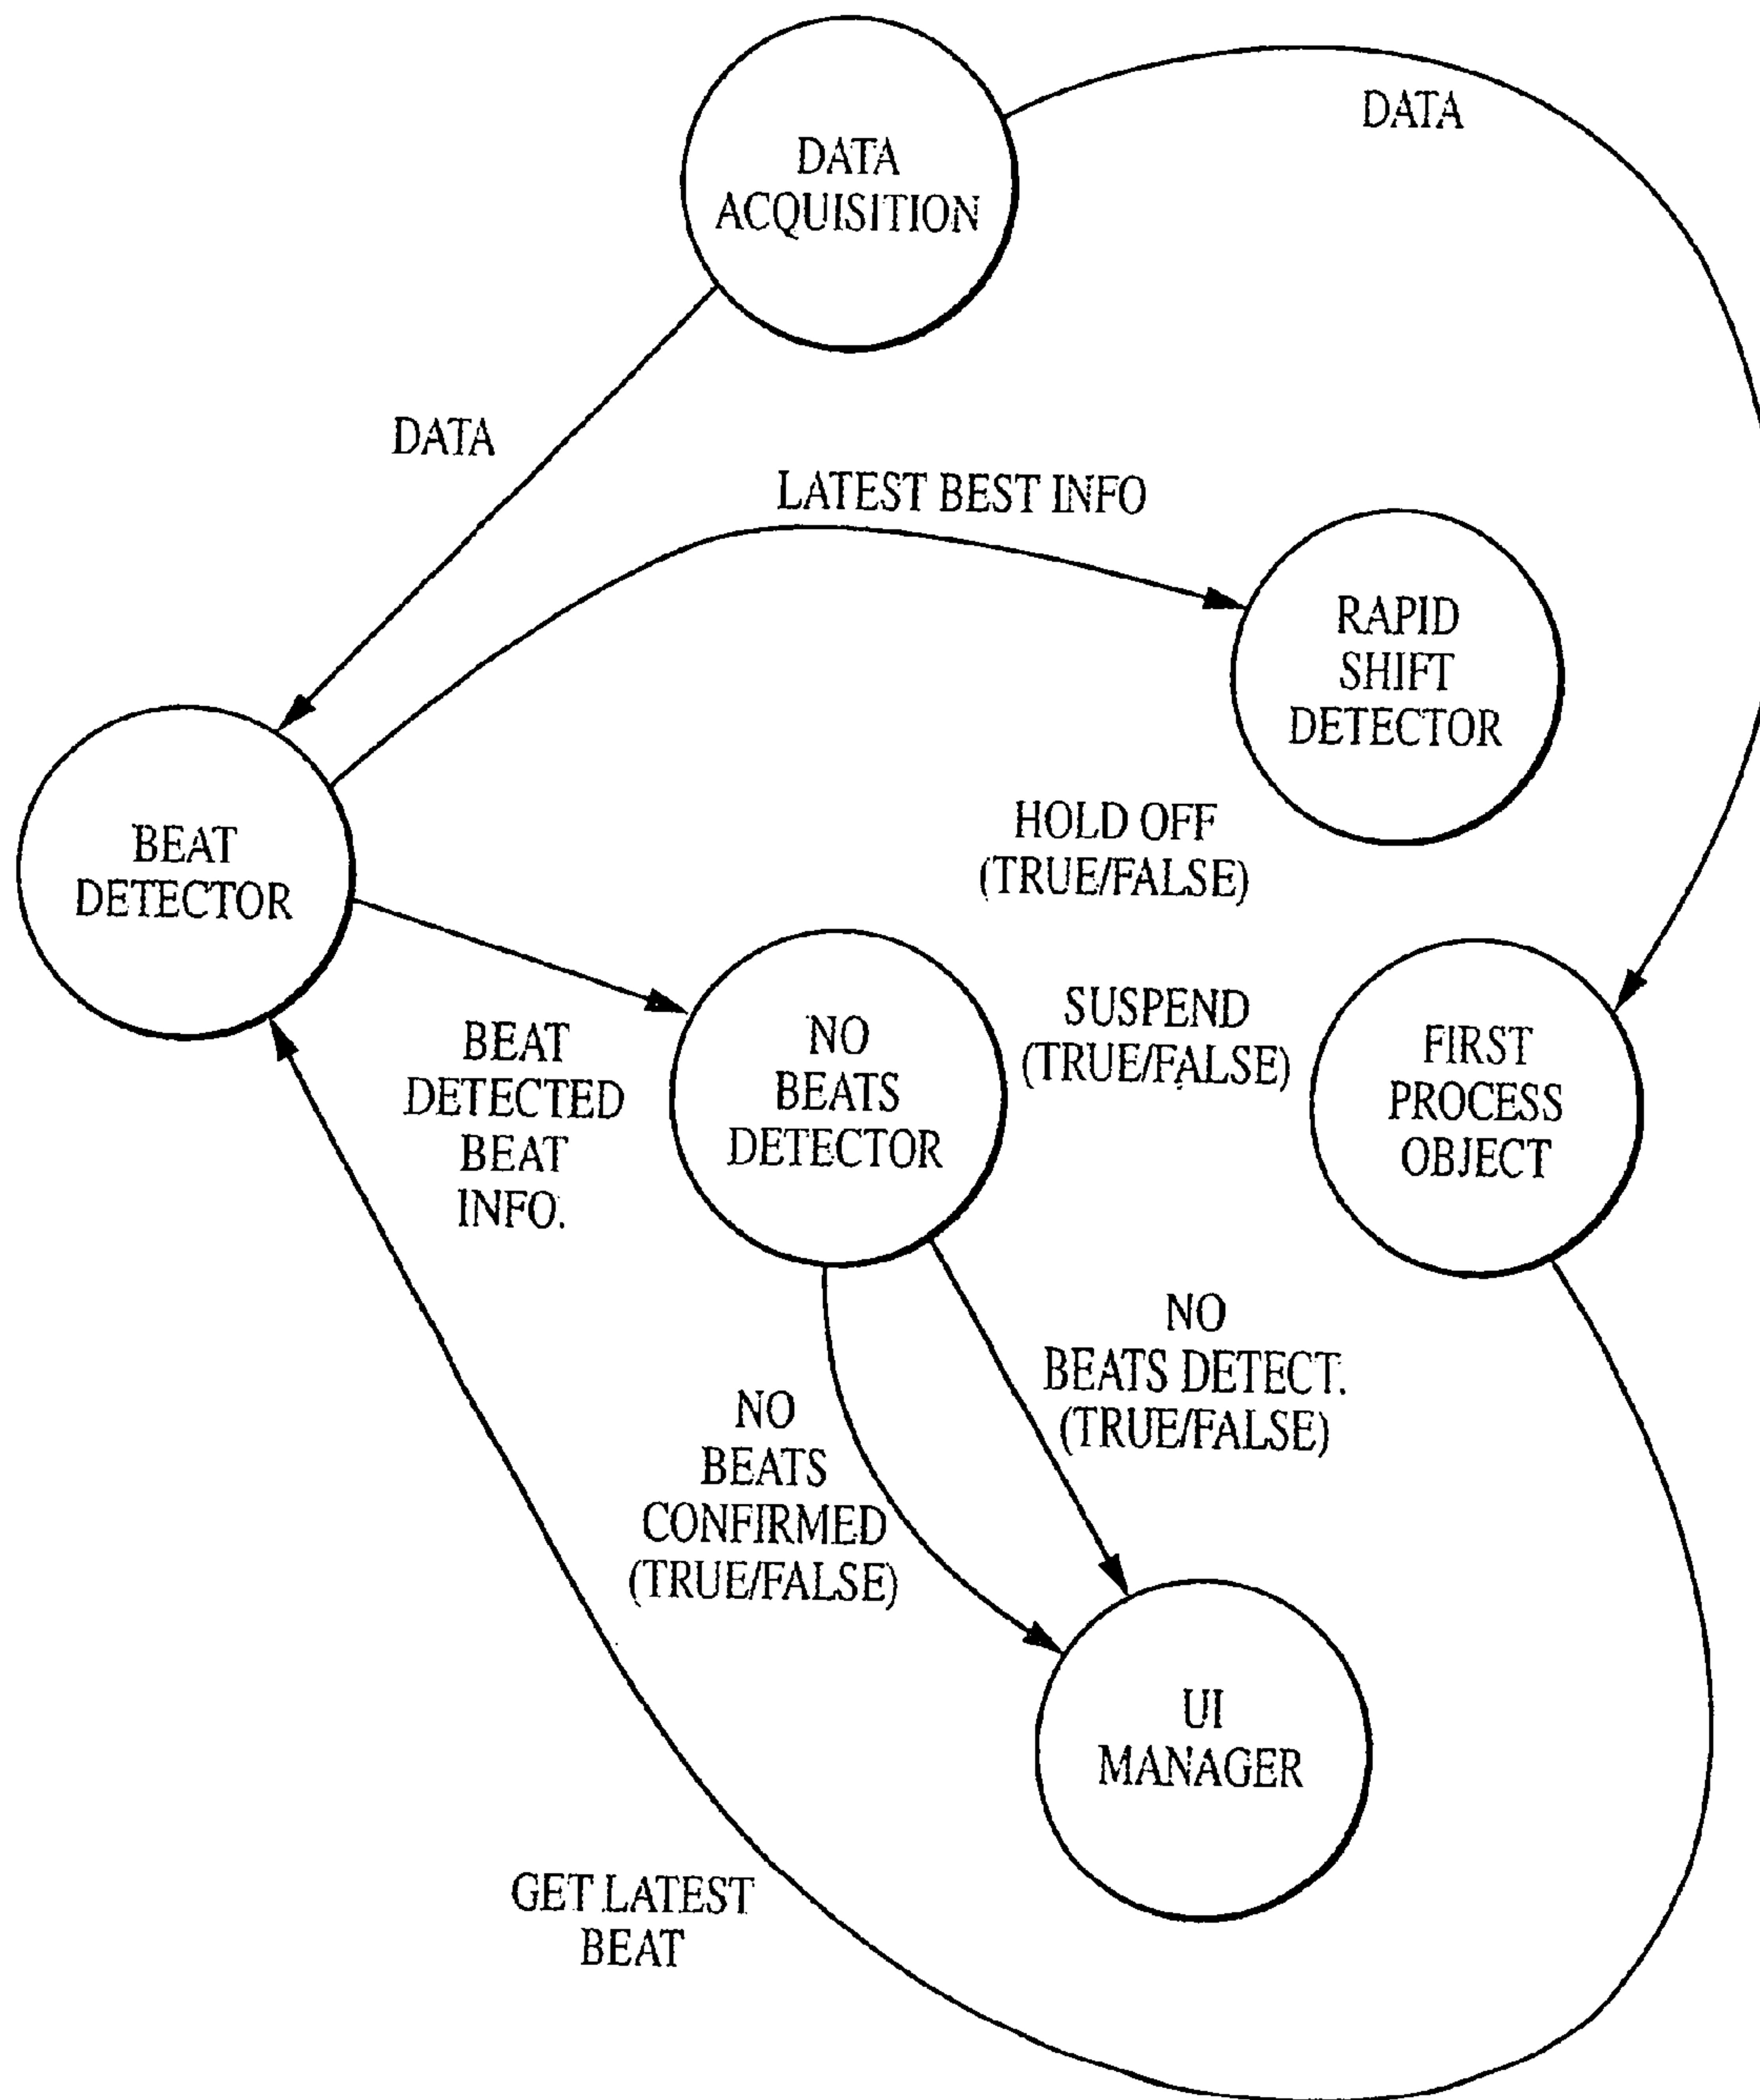 DATA
ACQUISITION
DATA
DATA
LATEST BEST INFO
RAPID
SHIFT
DETECTOR
HOLD OFF
(TRUE/FALSE)
BEAT
DETECTOR
BEAT
DETECTED
BEAT
INFO.
NO
BEATS
DETECTOR
SUSPEND
(TRUE/FALSE)
FIRST
PROCESS
OBJECT
NO
BEATS DETECT.
(TRUE/FALSE)
NO
BEATS
CONFIRMED
(TRUE/FALSE)
UI
MANAGER
GET LATEST
BEAT